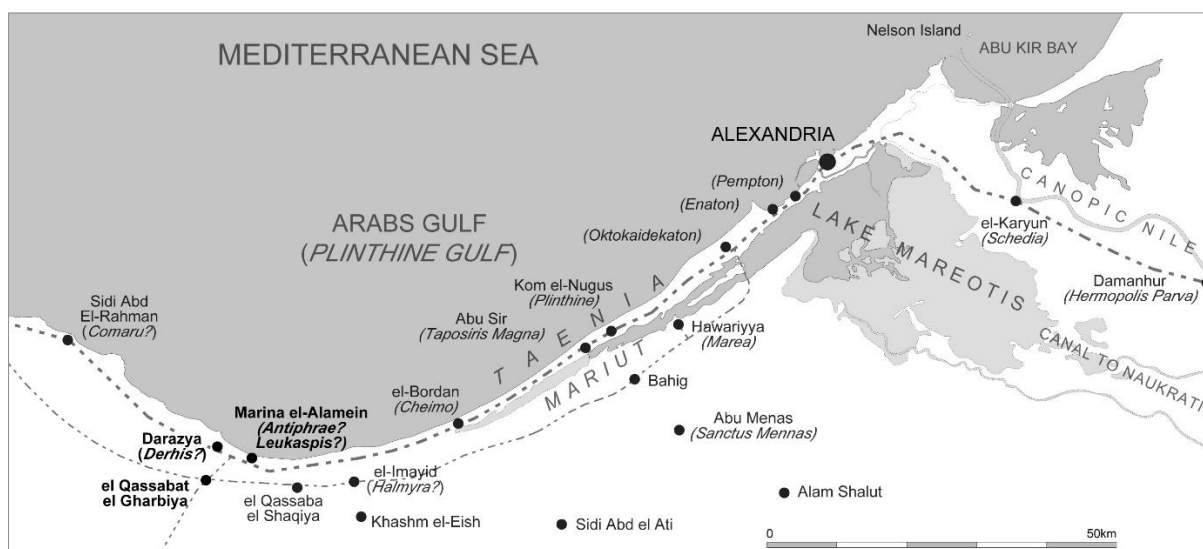 Nelson Island
ABU KIR BAY
MEDITERRANEAN SEA
ALEXANDRIA
(Pempton)
(Enaton)
CANOPIC NILE
el-Karyun
(Schedia)
LAKE MAREOTIS
ARABS GULF
(PLINTHINE GULF)
(Oktokaidekaton)
Damanhur
(Hermopolis Parva)
Kom el-Nugus
(Plinthine)
Sidi Abd
El-Rahman
(Comaru?)
Abu Sir
(Taposiris Magna)
TAENIA
Hawariyya
(Marea)
MARIUT
CANAL TO NAUKRATI
Bahig
el-Bordan
(Cheimo)
Abu Menas
(Sanctus Mennas)
Marina el-Alamein
(Antiphrae?
Leukaspis?)
Darazya
(Derhis?)
el Qassabat
el Gharbiya
el Qassaba
el Shaqiya
el-Imayid
(Halmyra?)
Khashm el-Eish
Sidi Abd el Ati
Alam Shalut
0
50km